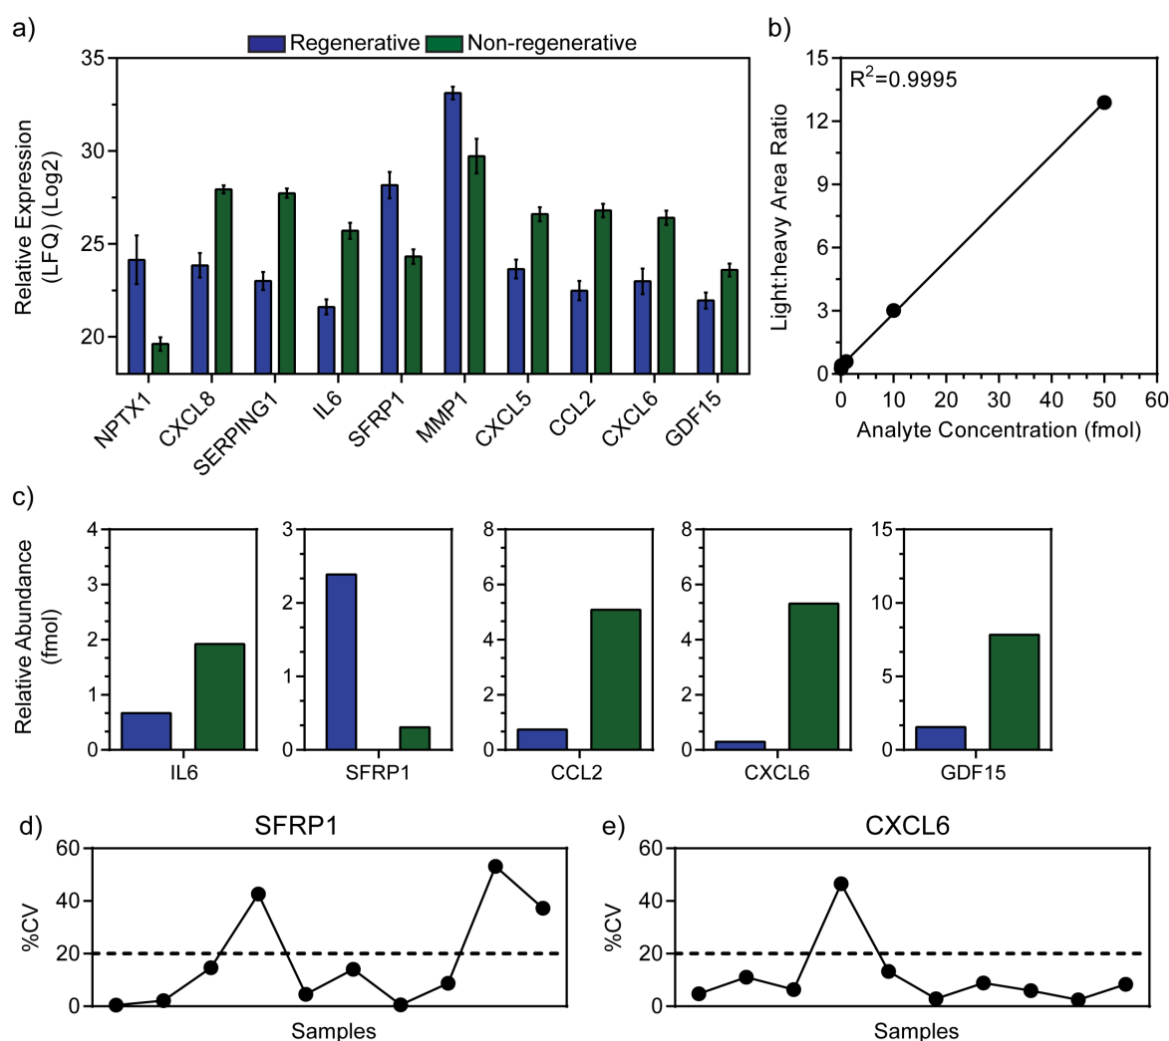 a)
Regenerative Non-regenerative
Relative Expression
(LFQ) (Log2)
35
30
25
20
NPTX1 CXCL8 SERPING1 IL6 SFRP1 MMP1 CXCL5 CCL2 CXCL6 GDF15
b)
R²=0.9995
Light:heavy Area Ratio
15
12
9
6
3
0
0 10 20 30 40 50 60
Analyte Concentration (fmol)
c)
Relative Abundance
(fmol)
4
3
2
1
0
IL6
3
2
1
0
SFRP1
8
6
4
2
0
CCL2
8
6
4
2
0
CXCL6
15
10
5
0
GDF15
d)
SFRP1
%CV
60
40
20
0
Samples
e)
CXCL6
%CV
60
40
20
0
Samples